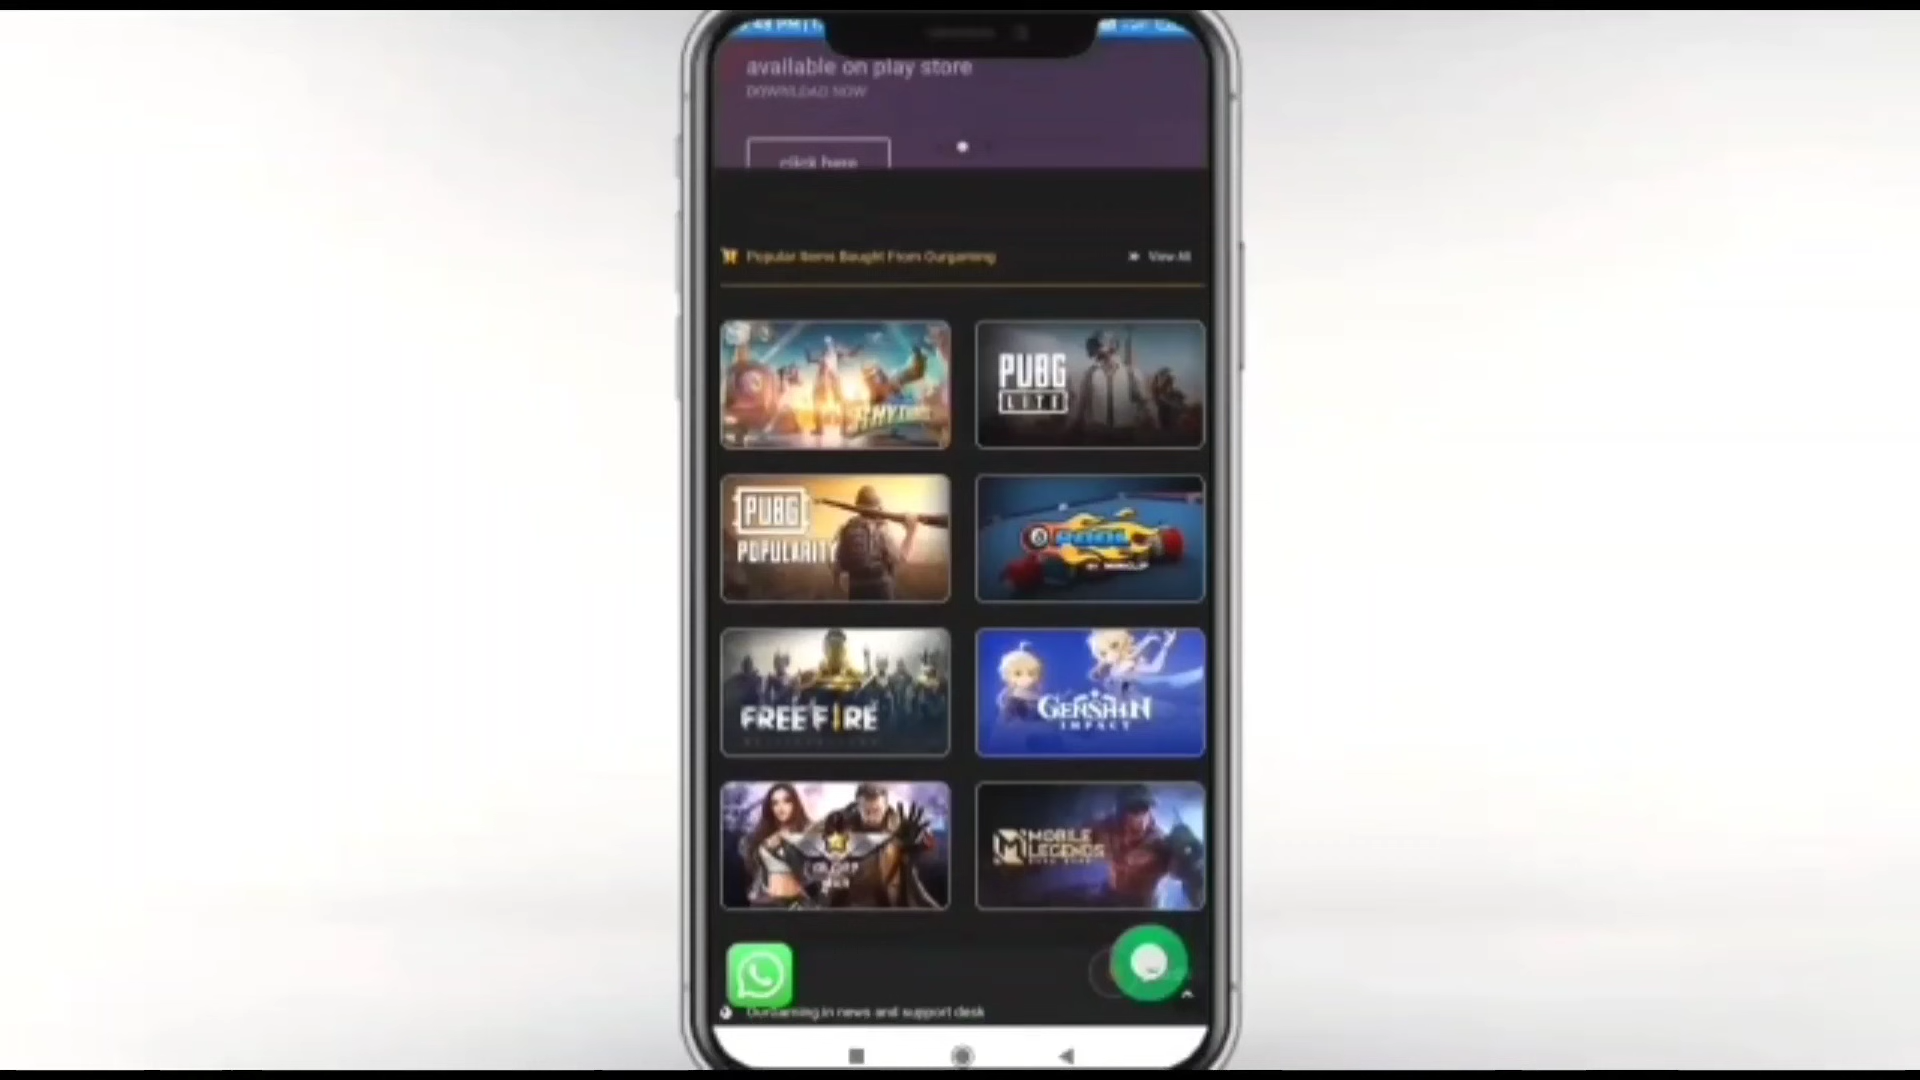 available on play store
DOWNLOAD NOW
click here
Popular Items Bought From Ourgaming
View All
PUBG
LITE
PUBG
POPULARITY
POOL
FREE FIRE
GENSHIN
IMPACT
MOBILE
LEGENDS
Ourgaming.in news and support desk